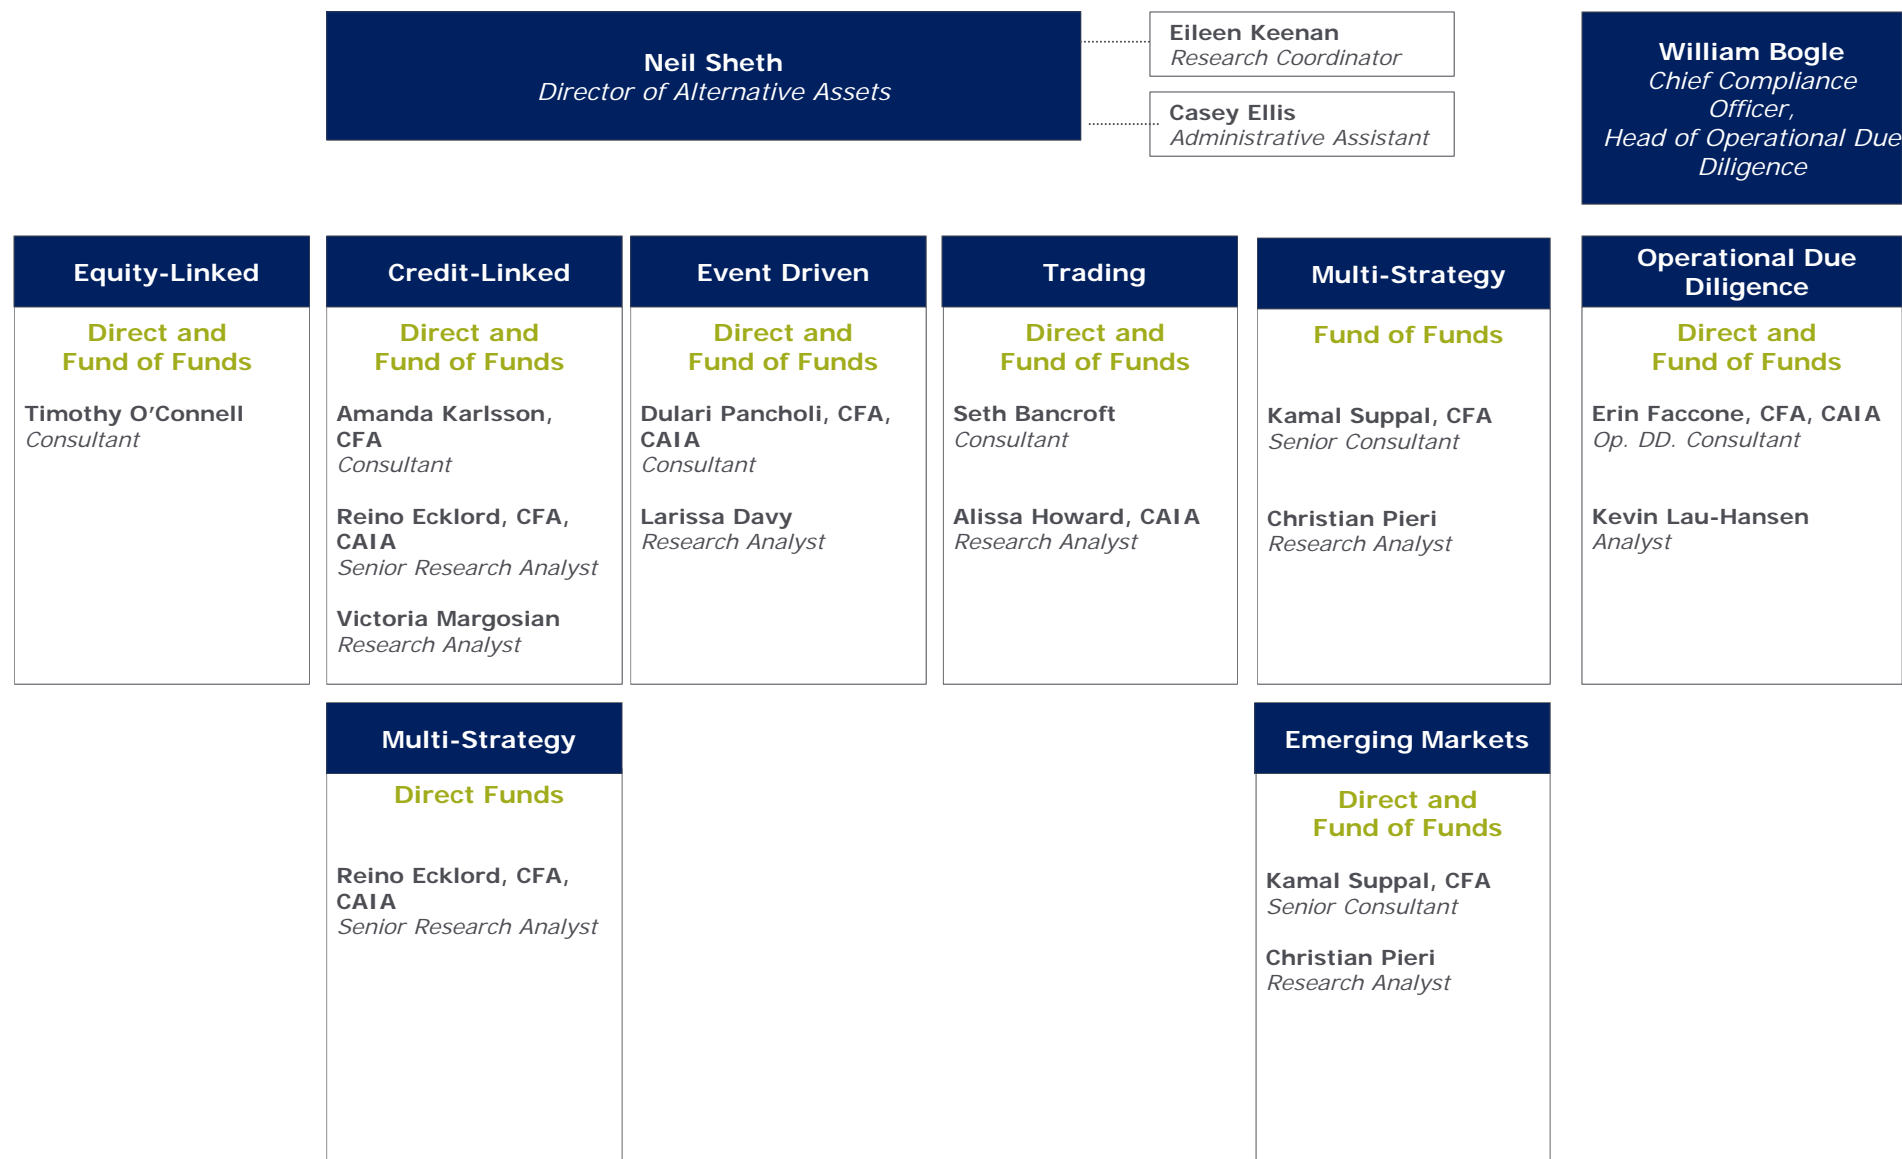 Neil Sheth
Director of Alternative Assets
Eileen Keenan
Research Coordinator
Casey Ellis
Administrative Assistant
William Bogle
Chief Compliance
Officer,
Head of Operational Due
Diligence
Equity-Linked
Direct and
Fund of Funds
Timothy O’Connell
Consultant
Credit-Linked
Direct and
Fund of Funds
Amanda Karlsson,
CFA
Consultant
Reino Ecklord, CFA,
CAIA
Senior Research Analyst
Victoria Margosian
Research Analyst
Event Driven
Direct and
Fund of Funds
Dulari Pancholi, CFA,
CAIA
Consultant
Larissa Davy
Research Analyst
Trading
Direct and
Fund of Funds
Seth Bancroft
Consultant
Alissa Howard, CAIA
Research Analyst
Multi-Strategy
Fund of Funds
Kamal Suppal, CFA
Senior Consultant
Christian Pieri
Research Analyst
Operational Due
Diligence
Direct and
Fund of Funds
Erin Faccone, CFA, CAIA
Op. DD. Consultant
Kevin Lau-Hansen
Analyst
Multi-Strategy
Direct Funds
Reino Ecklord, CFA,
CAIA
Senior Research Analyst
Emerging Markets
Direct and
Fund of Funds
Kamal Suppal, CFA
Senior Consultant
Christian Pieri
Research Analyst